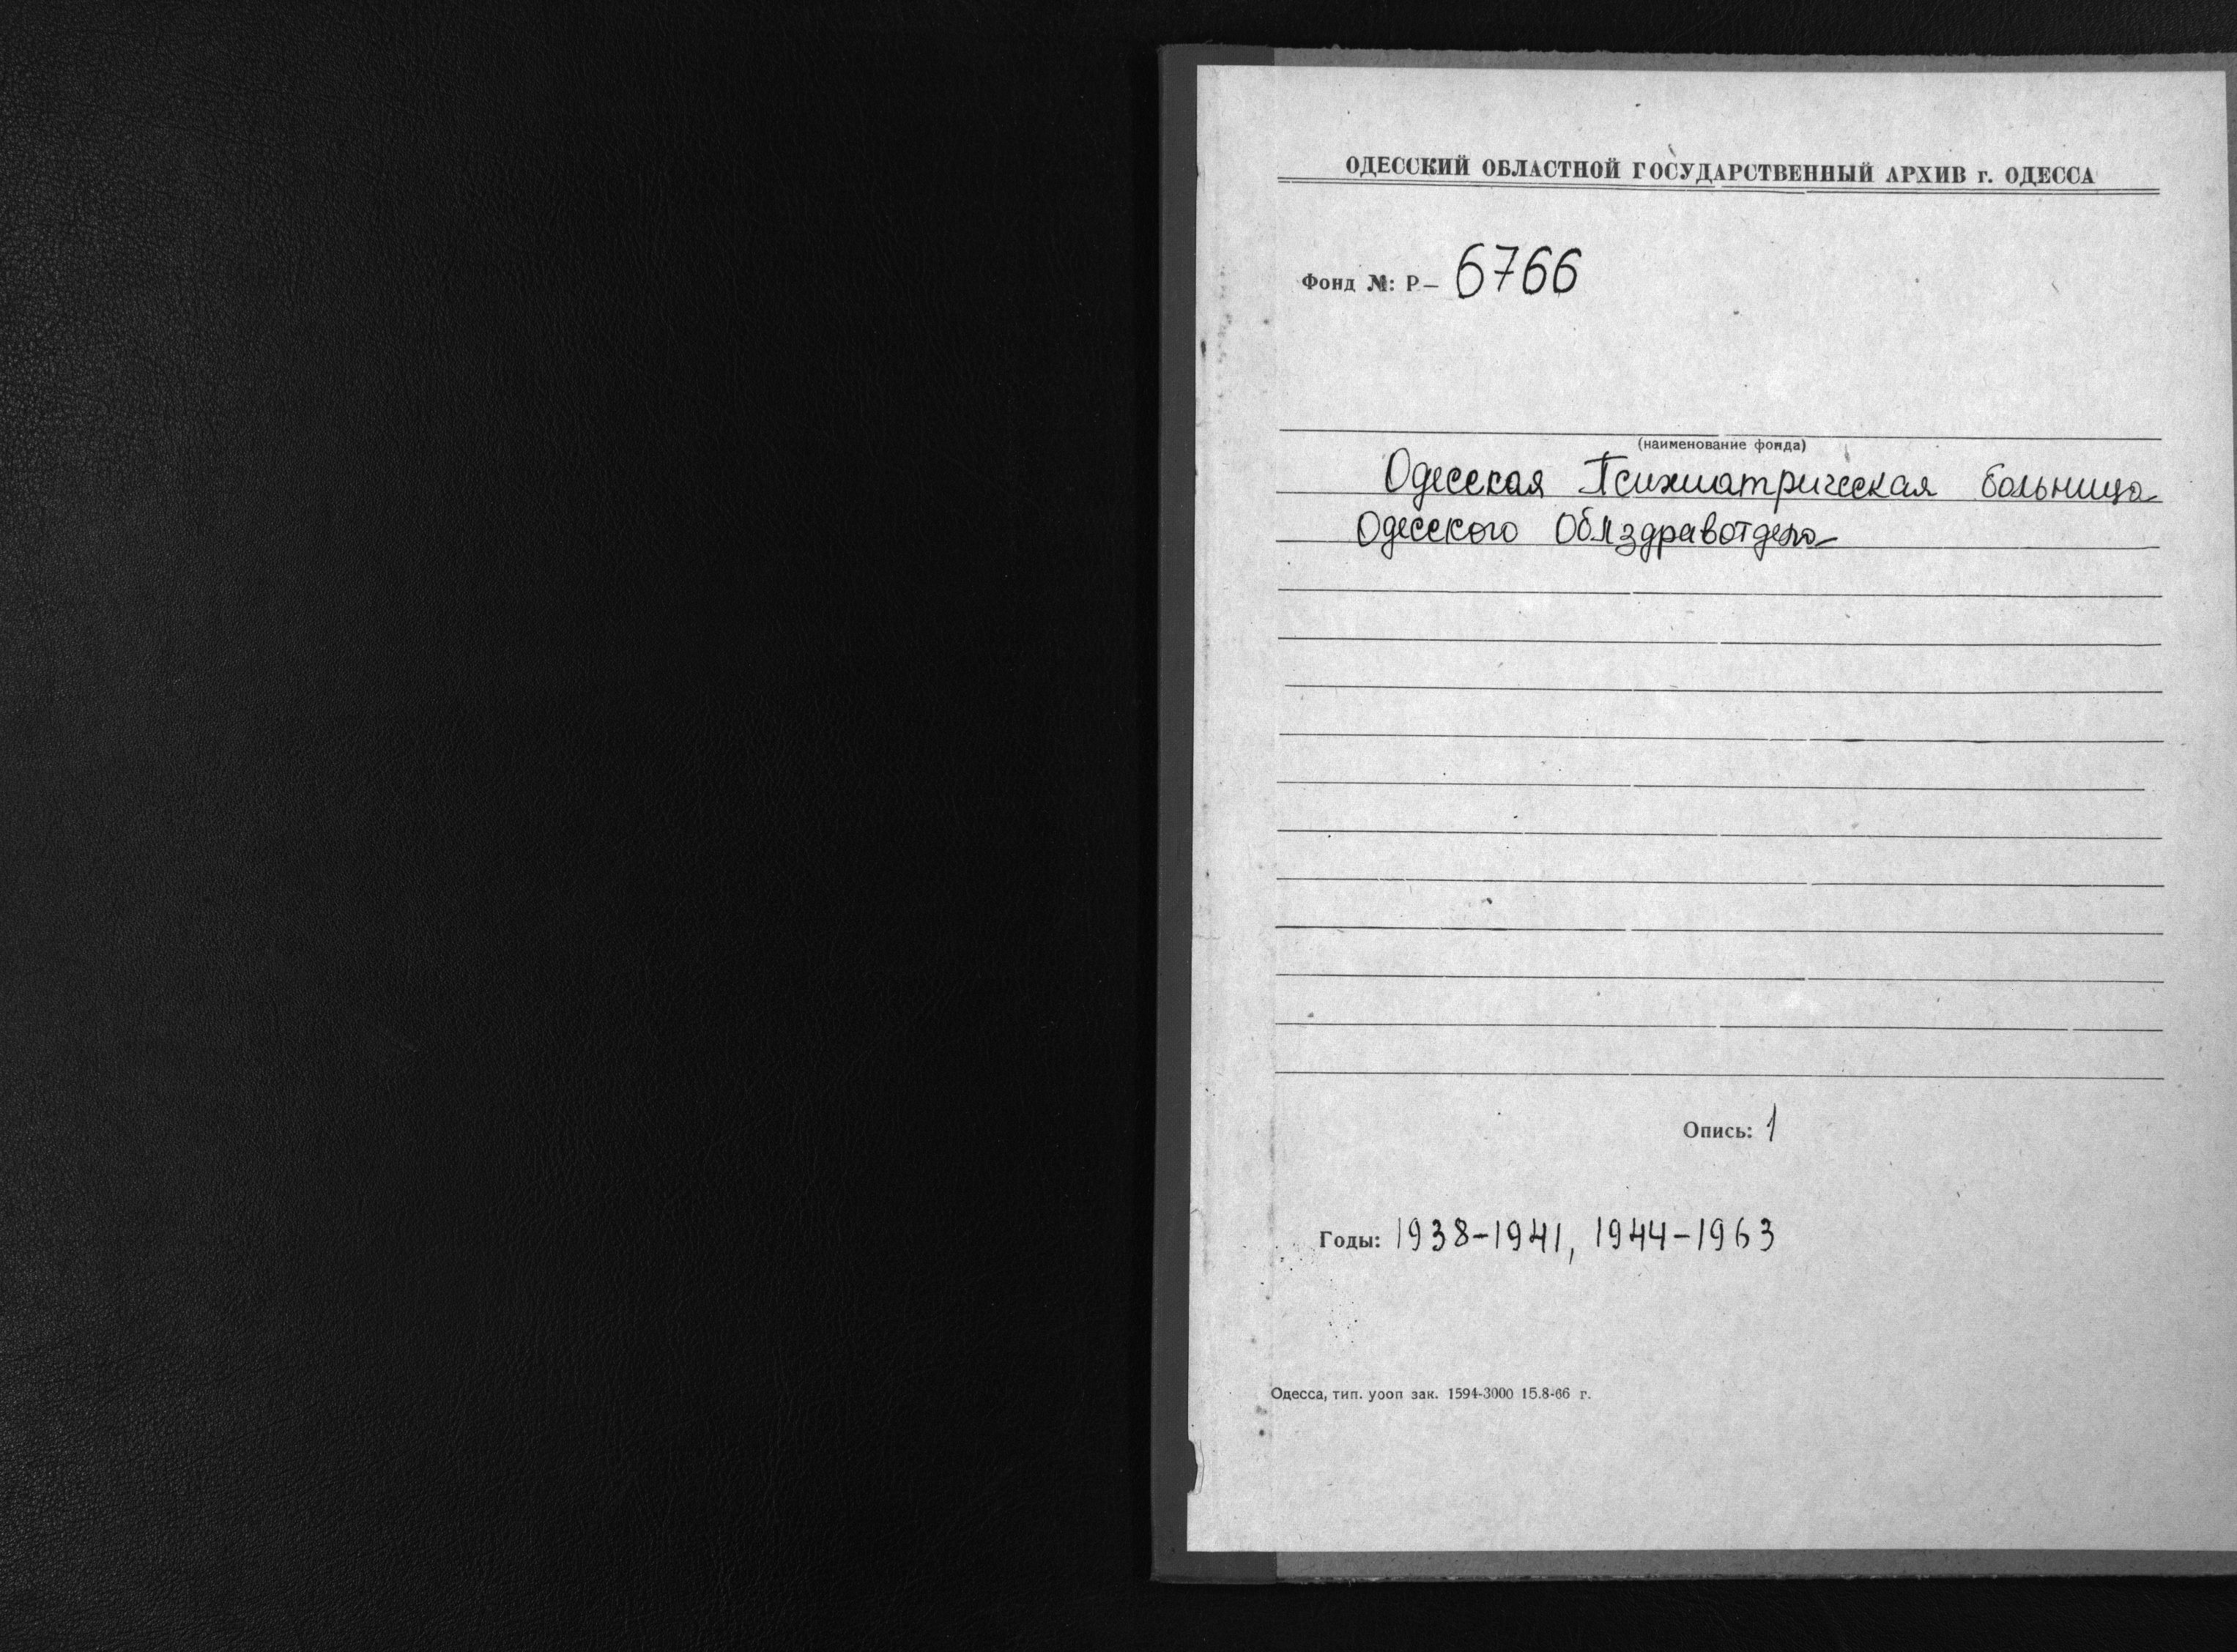 ОДЕССКИЙ ОБЛАСТНОЙ ГОСУДАРСТВЕННЫЙ АРХИВ г. ОДЕССА
Фонд №: Р– 6766
(наименование фонда)
Одесская Психиатрическая больница
Одесского Облздравотдела
Опись: 1
Годы: 1938-1941, 1944-1963
Одесса, тип. уооп зак. 1594-3000 15.8-66 г.